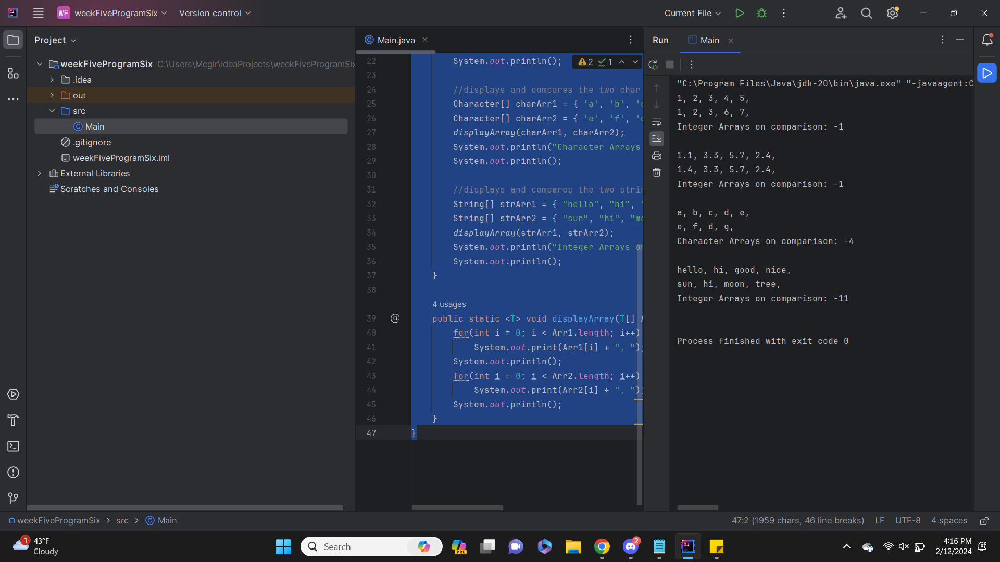 WF weekFiveProgramSix Version control Current File
Project
weekFiveProgramSix C:\Users\Mcgir\IdeaProjects\weekFiveProgramSix
.idea
out
src
Main
.gitignore
weekFiveProgramSix.iml
External Libraries
Scratches and Consoles
Main.java
2 1
22 System.out.println();
23
24 //displays and compares the two char
25 Character[] charArr1 = { 'a', 'b', '
26 Character[] charArr2 = { 'e', 'f', '
27 displayArray(charArr1, charArr2);
28 System.out.println("Character Arrays
29 System.out.println();
30
31 //displays and compares the two strin
32 String[] strArr1 = { "hello", "hi", "
33 String[] strArr2 = { "sun", "hi", "mo
34 displayArray(strArr1, strArr2);
35 System.out.println("Integer Arrays on
36 System.out.println();
37 }
38
4 usages
39 @ public static <T> void displayArray(T[] A
40 for(int i = 0; i < Arr1.length; i++)
41 System.out.print(Arr1[i] + ", ");
42 System.out.println();
43 for(int i = 0; i < Arr2.length; i++)
44 System.out.print(Arr2[i] + ", ");
45 System.out.println();
46 }
47 }
Run Main
"C:\Program Files\Java\jdk-20\bin\java.exe" "-javaagent:C
1, 2, 3, 4, 5,
1, 2, 3, 6, 7,
Integer Arrays on comparison: -1
1.1, 3.3, 5.7, 2.4,
1.4, 3.3, 5.7, 2.4,
Integer Arrays on comparison: -1
a, b, c, d, e,
e, f, d, g,
Character Arrays on comparison: -4
hello, hi, good, nice,
sun, hi, moon, tree,
Integer Arrays on comparison: -11
Process finished with exit code 0
weekFiveProgramSix > src > Main
47:2 (1959 chars, 46 line breaks) LF UTF-8 4 spaces
1
43°F
Cloudy
Search
PRE
2
IJ
4:16 PM
2/12/2024